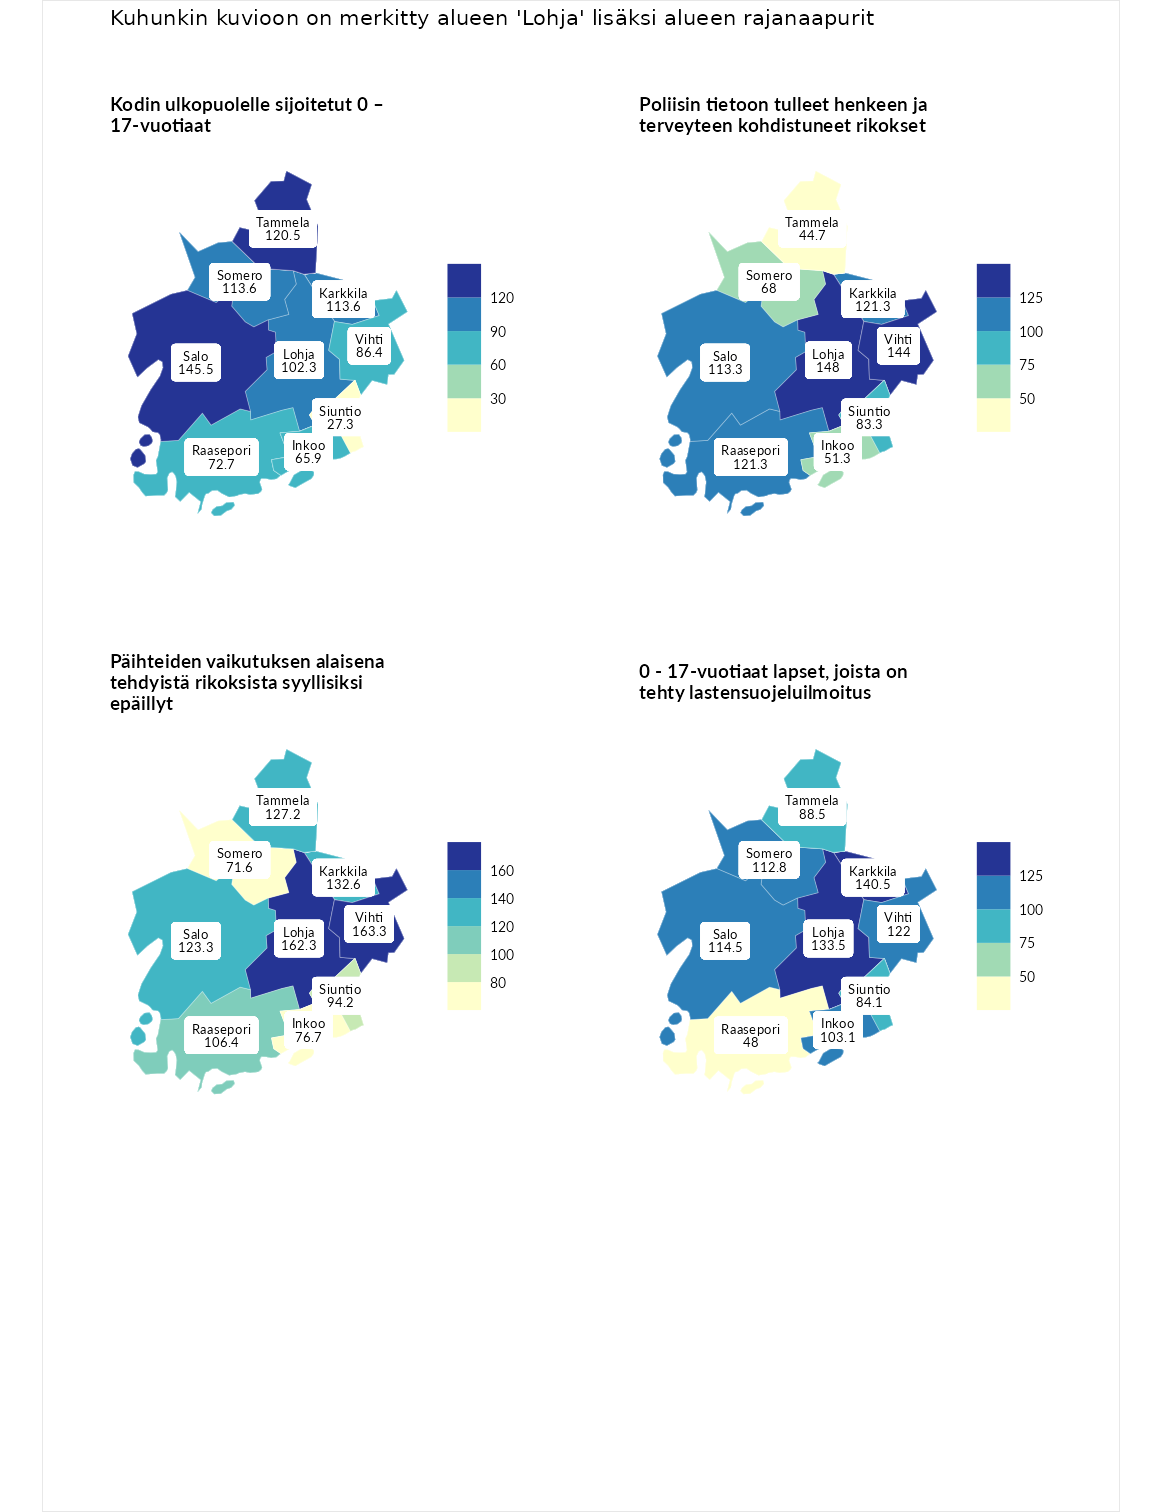 Kuhunkin kuvioon on merkitty alueen 'Lohja' lisäksi alueen rajanaapurit
Kodin ulkopuolelle sijoitetut 0 –
17-vuotiaat
Tammela
120.5
Somero
113.6
Karkkila
113.6
Vihti
86.4
Salo
145.5
Lohja
102.3
Siuntio
27.3
Raasepori
72.7
Inkoo
65.9
120
90
60
30
Poliisin tietoon tulleet henkeen ja
terveyteen kohdistuneet rikokset
Tammela
44.7
Somero
68
Karkkila
121.3
Vihti
144
Salo
113.3
Lohja
148
Siuntio
83.3
Raasepori
121.3
Inkoo
51.3
125
100
75
50
Päihteiden vaikutuksen alaisena
tehdyistä rikoksista syyllisiksi
epäillyt
Tammela
127.2
Somero
71.6
Karkkila
132.6
Vihti
163.3
Salo
123.3
Lohja
162.3
Siuntio
94.2
Raasepori
106.4
Inkoo
76.7
160
140
120
100
80
0 - 17-vuotiaat lapset, joista on
tehty lastensuojeluilmoitus
Tammela
88.5
Somero
112.8
Karkkila
140.5
Vihti
122
Salo
114.5
Lohja
133.5
Siuntio
84.1
Raasepori
48
Inkoo
103.1
125
100
75
50